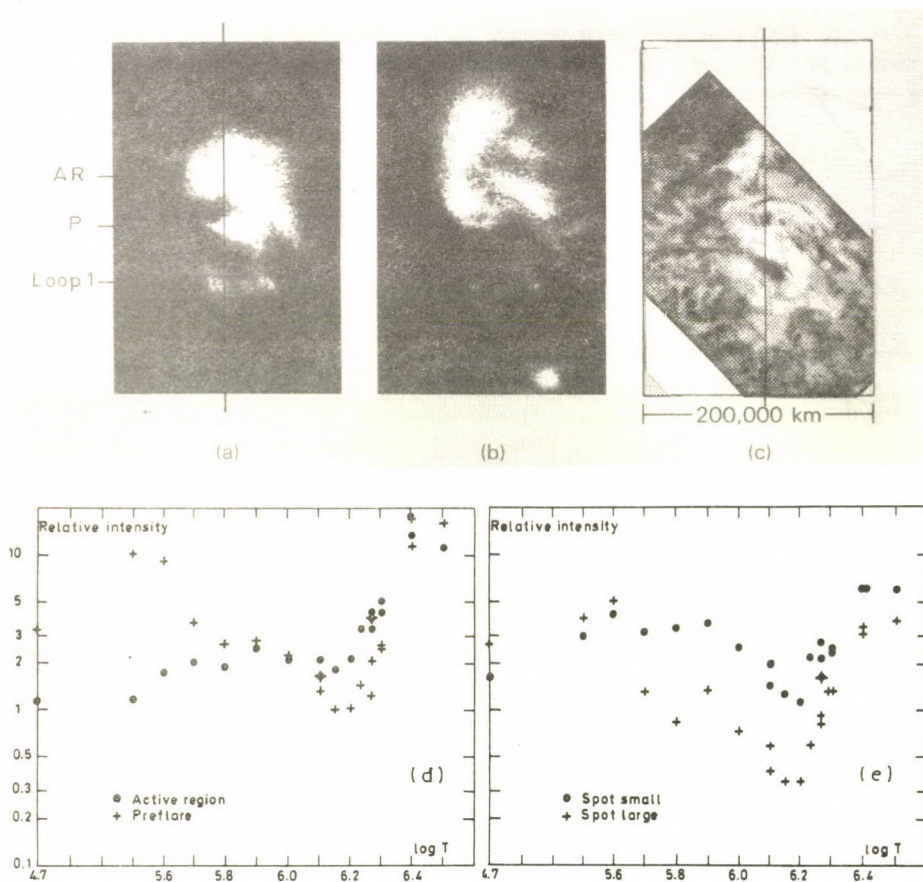 AR
P
Loop 1
200,000 km
(a) (b) (c)
Relative intensity
10
5
3
2
1
0.5
0.3
0.2
0.1
(d)
Active region
Preflare
log T
4.7 5.6 5.8 6.0 6.2 6.4
Relative intensity
(e)
Spot small
Spot large
log T
4.7 5.6 5.8 6.0 6.2 6.4